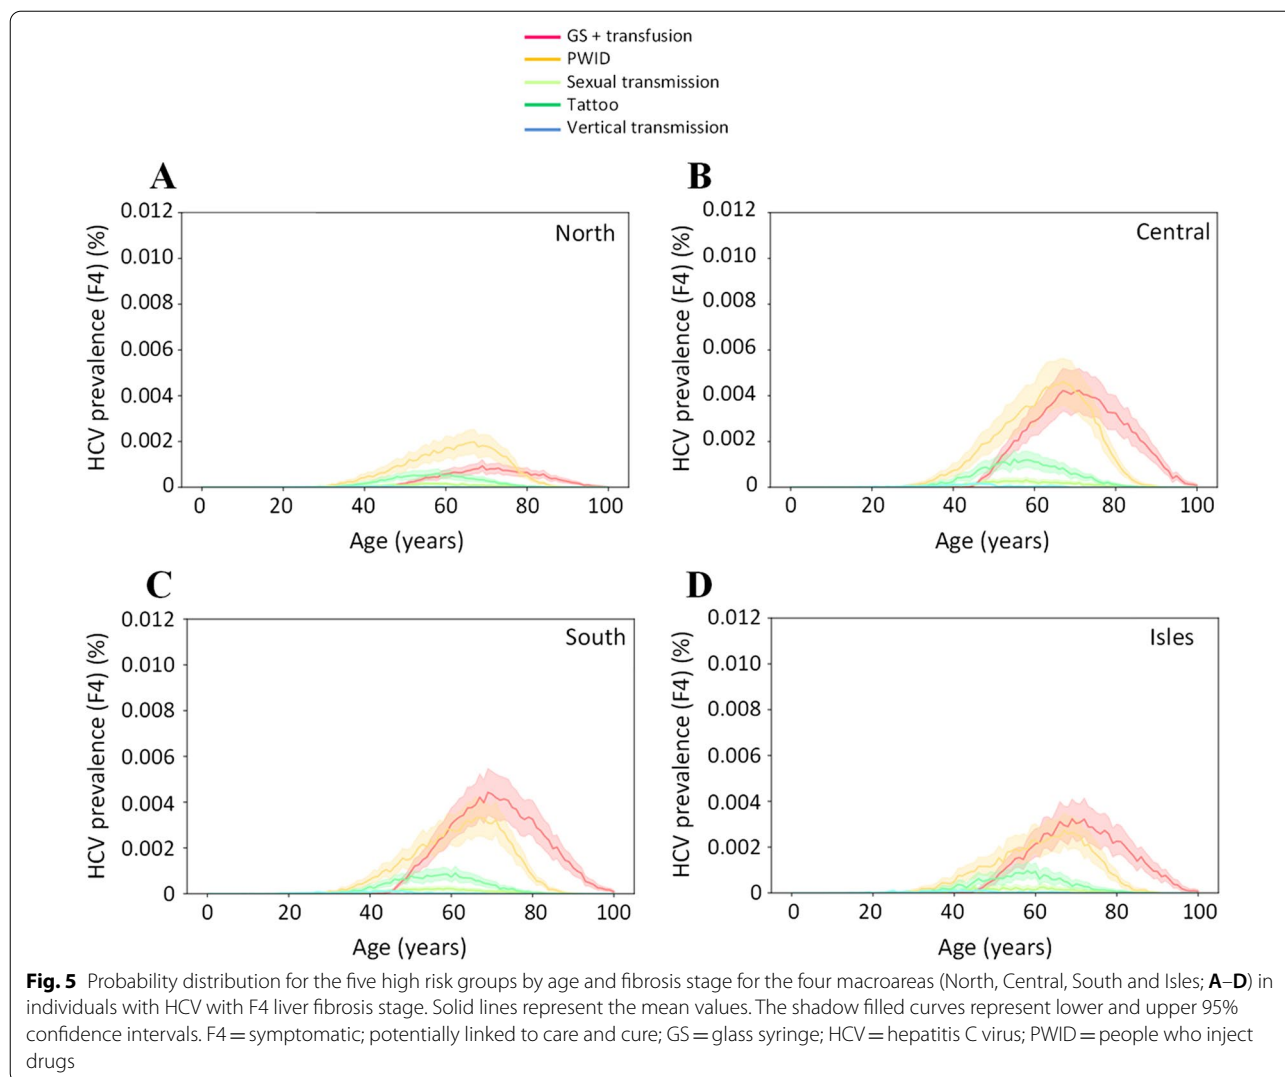 GS + transfusion
PWID
Sexual transmission
Tattoo
Vertical transmission
A
North
HCV prevalence (F4) (%)
0.012
0.010
0.008
0.006
0.004
0.002
0
0 20 40 60 80 100
Age (years)
B
Central
HCV prevalence (F4) (%)
0.012
0.010
0.008
0.006
0.004
0.002
0
0 20 40 60 80 100
Age (years)
C
South
HCV prevalence (F4) (%)
0.012
0.010
0.008
0.006
0.004
0.002
0
0 20 40 60 80 100
Age (years)
D
Isles
HCV prevalence (F4) (%)
0.012
0.010
0.008
0.006
0.004
0.002
0
0 20 40 60 80 100
Age (years)
Fig. 5 Probability distribution for the five high risk groups by age and fibrosis stage for the four macroareas (North, Central, South and Isles; A–D) in
individuals with HCV with F4 liver fibrosis stage. Solid lines represent the mean values. The shadow filled curves represent lower and upper 95%
confidence intervals. F4 = symptomatic; potentially linked to care and cure; GS = glass syringe; HCV = hepatitis C virus; PWID = people who inject
drugs